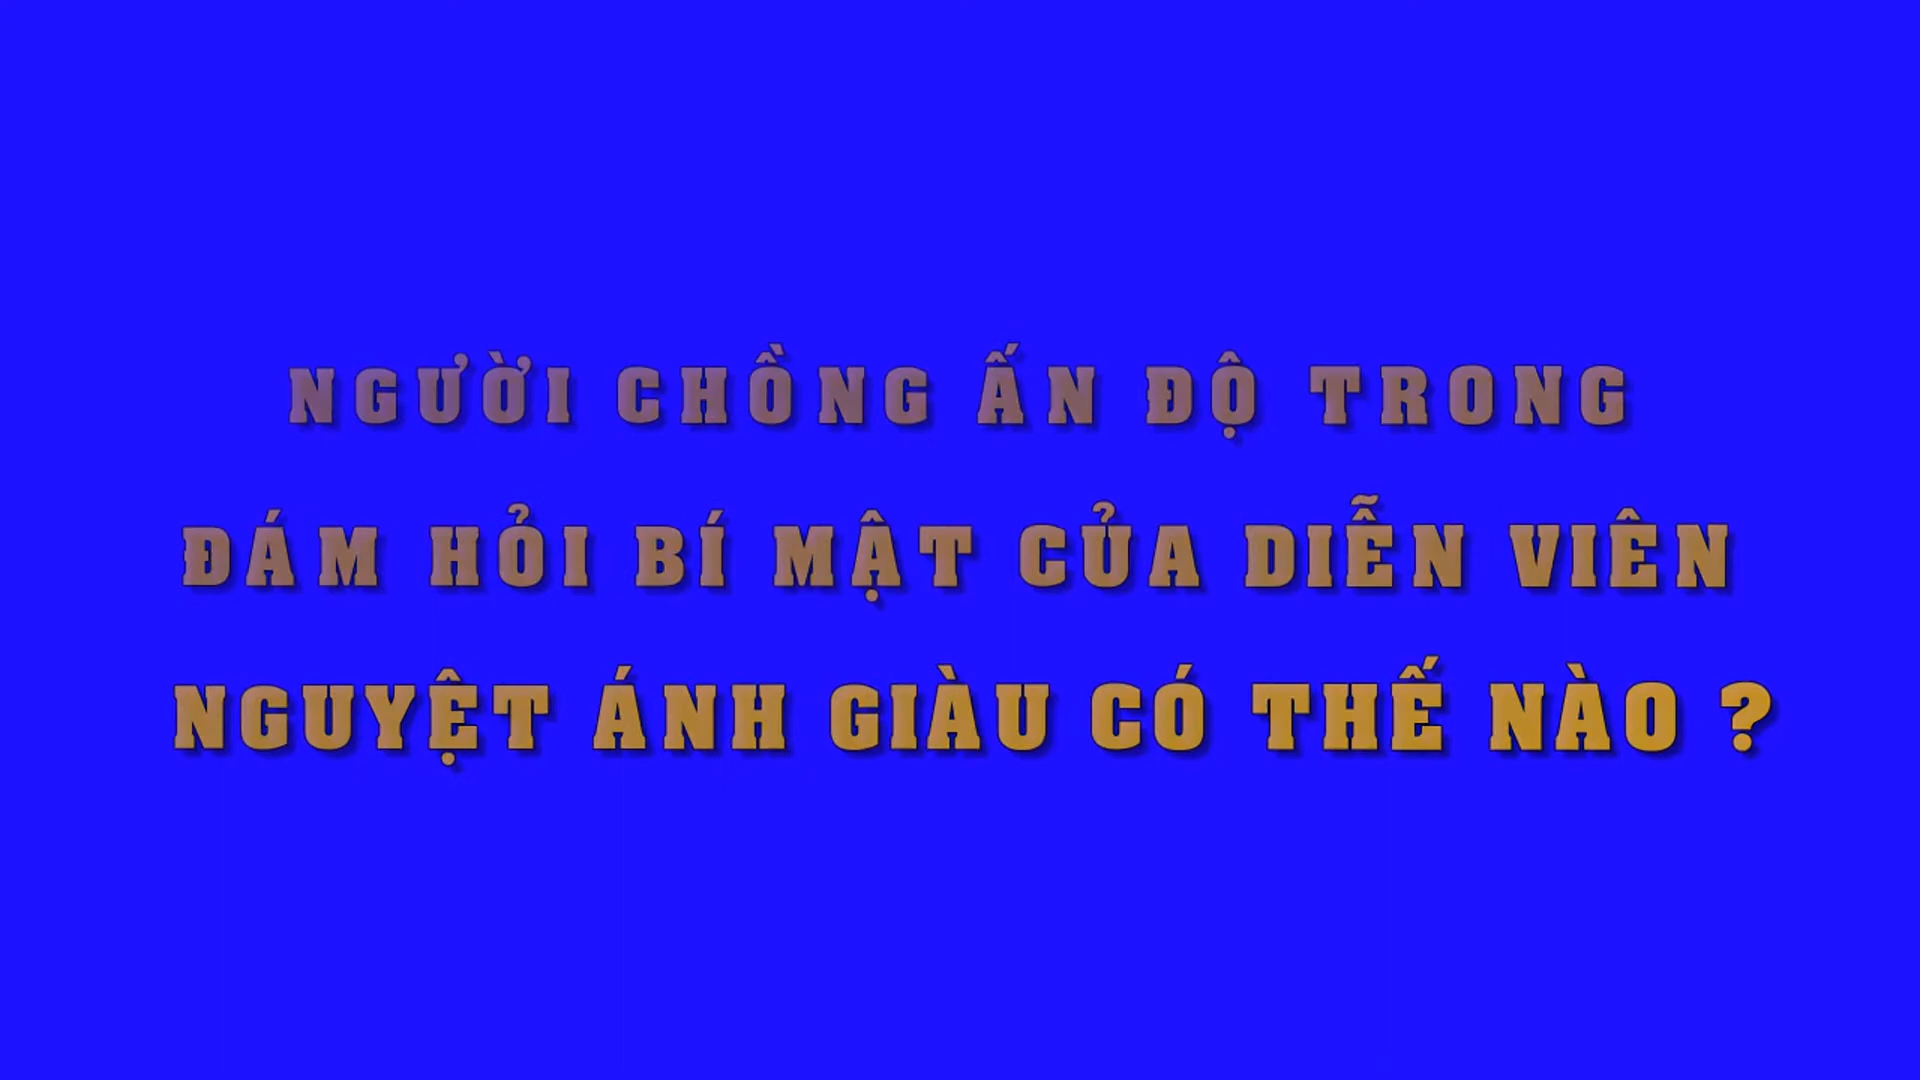 NGƯỜI CHỒNG ẤN ĐỘ TRONG
ĐÁM HỎI BÍ MẬT CỦA DIỄN VIÊN
NGUYỆT ÁNH GIÀU CÓ THẾ NÀO ?